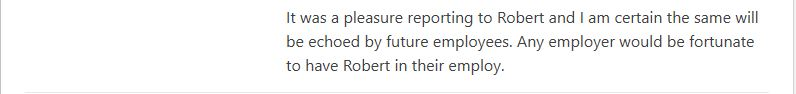 It was a pleasure reporting to Robert and I am certain the same will
be echoed by future employees. Any employer would be fortunate
to have Robert in their employ.